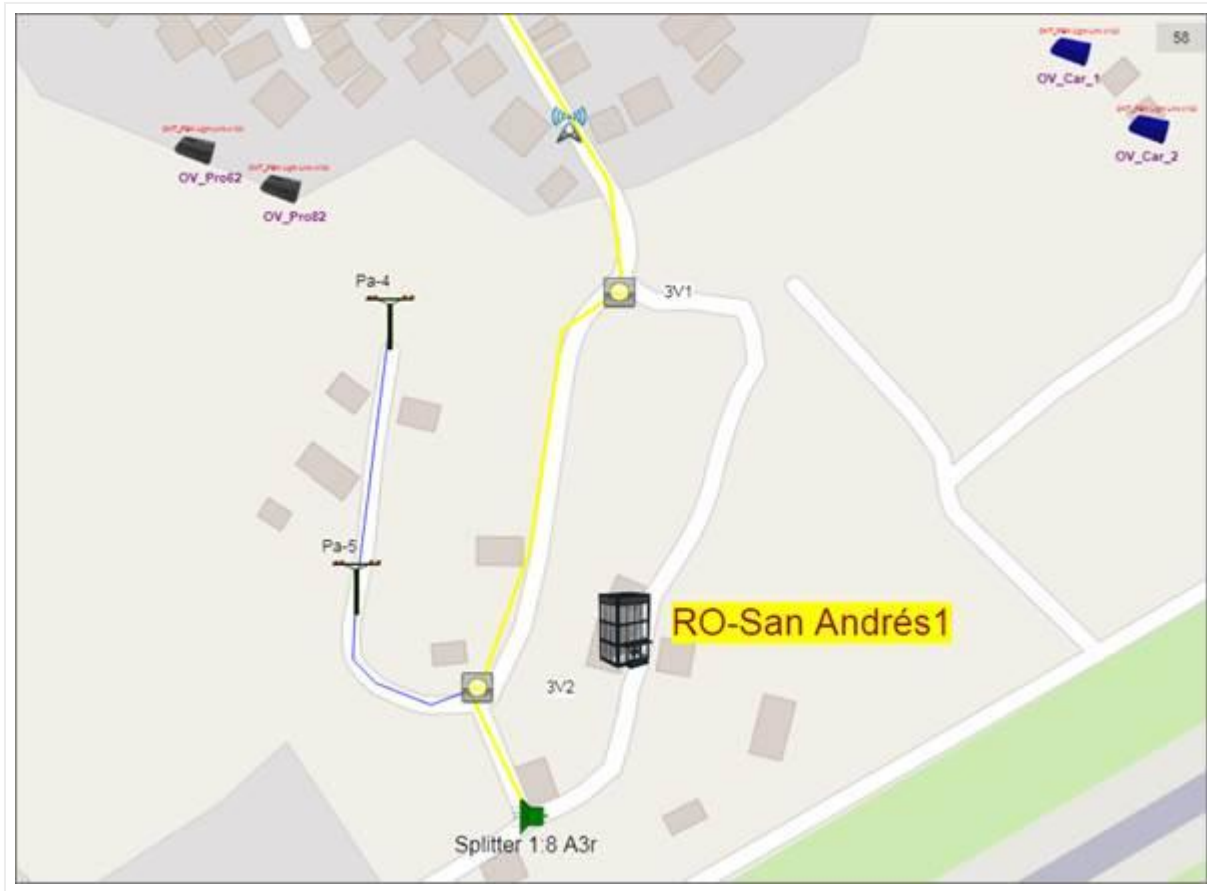 58
OV_Car_1
OV_Car_2
OV_Pro62
OV_Pro82
Pa-4
3V1
Pa-5
RO-San Andrés1
3V2
Splitter 1:8 A3r